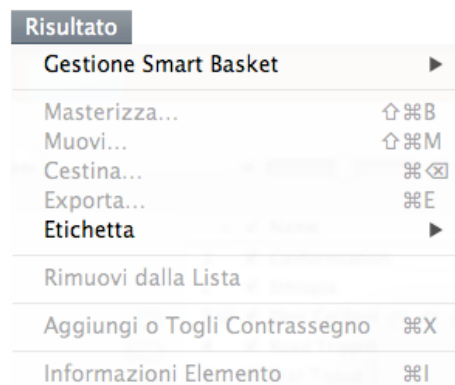 Risultato
Gestione Smart Basket ▶
Masterizza... ⇧⌘B
Muovi... ⇧⌘M
Cestina... ⌘⌫
Exporta... ⌘E
Etichetta ▶
Rimuovi dalla Lista
Aggiungi o Togli Contrassegno ⌘X
Informazioni Elemento ⌘I